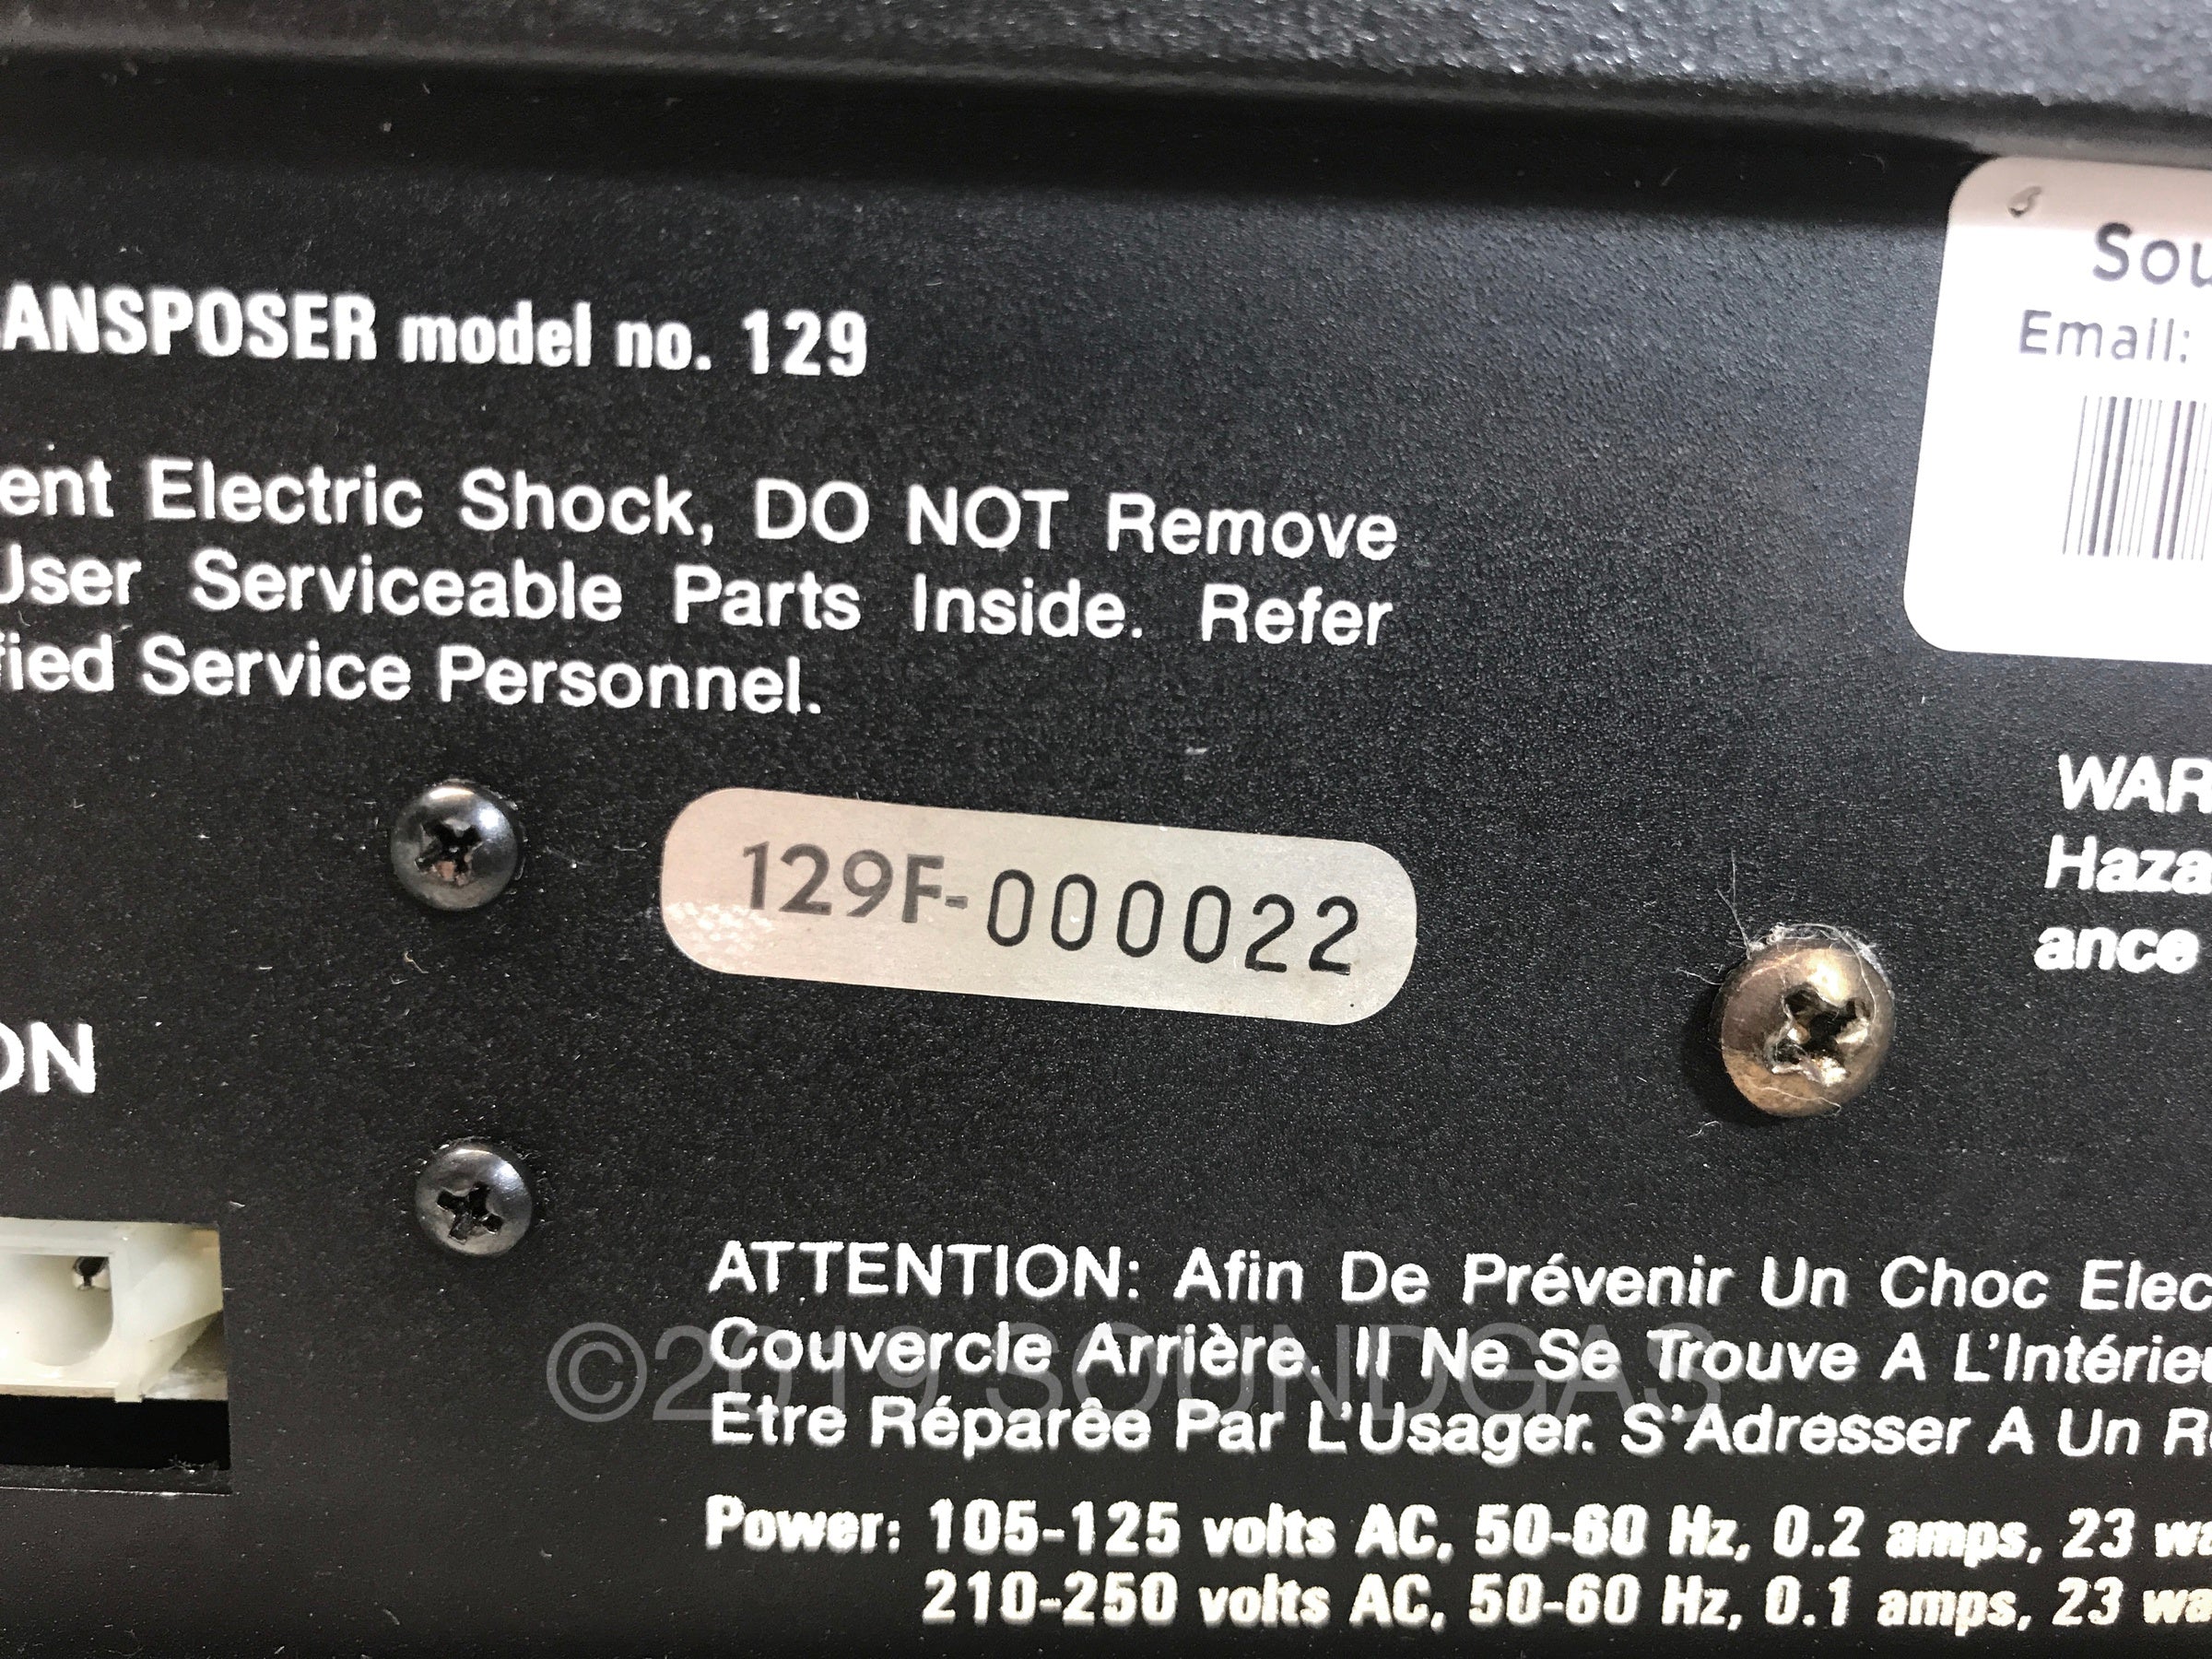 ANSPOSER model no. 129
Sou
Email:
ent Electric Shock, DO NOT Remove
User Serviceable Parts Inside. Refer
fied Service Personnel.
WAR
Haza
ance
129F-000022
ON
ATTENTION: Afin De Prévenir Un Choc Elec
Couvercle Arrière. Il Ne Se Trouve A L'Intérieu
Etre Réparêe Par L'Usager. S'Adresser A Un R
©2019 SOUNDGAS
Power: 105-125 volts AC, 50-60 Hz, 0.2 amps, 23 wa
210-250 volts AC, 50-60 Hz, 0.1 amps, 23 wa